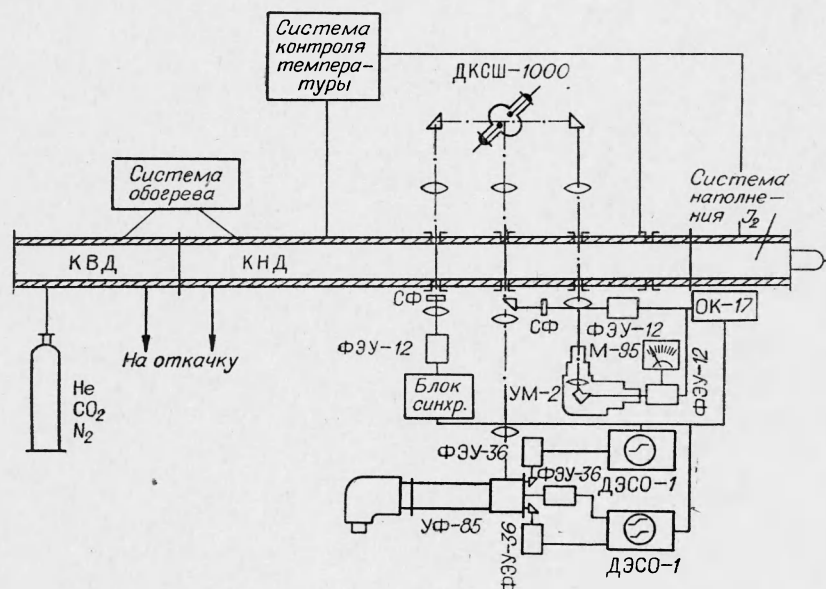 Система
контроля
темпера-
туры
ДКСШ-1000
Система
обогрева
Система
наполне-
ния J₂
КВД
КНД
СФ
СФ
ФЭУ-12
ОК-17
ФЭУ-12
М-95
ФЭУ-12
На откачку
He
CO₂
N₂
Блок
синхр.
УМ-2
ФЭУ-36
ФЭУ-36
ДЭСО-1
УФ-85
ФЭУ-36
ДЭСО-1